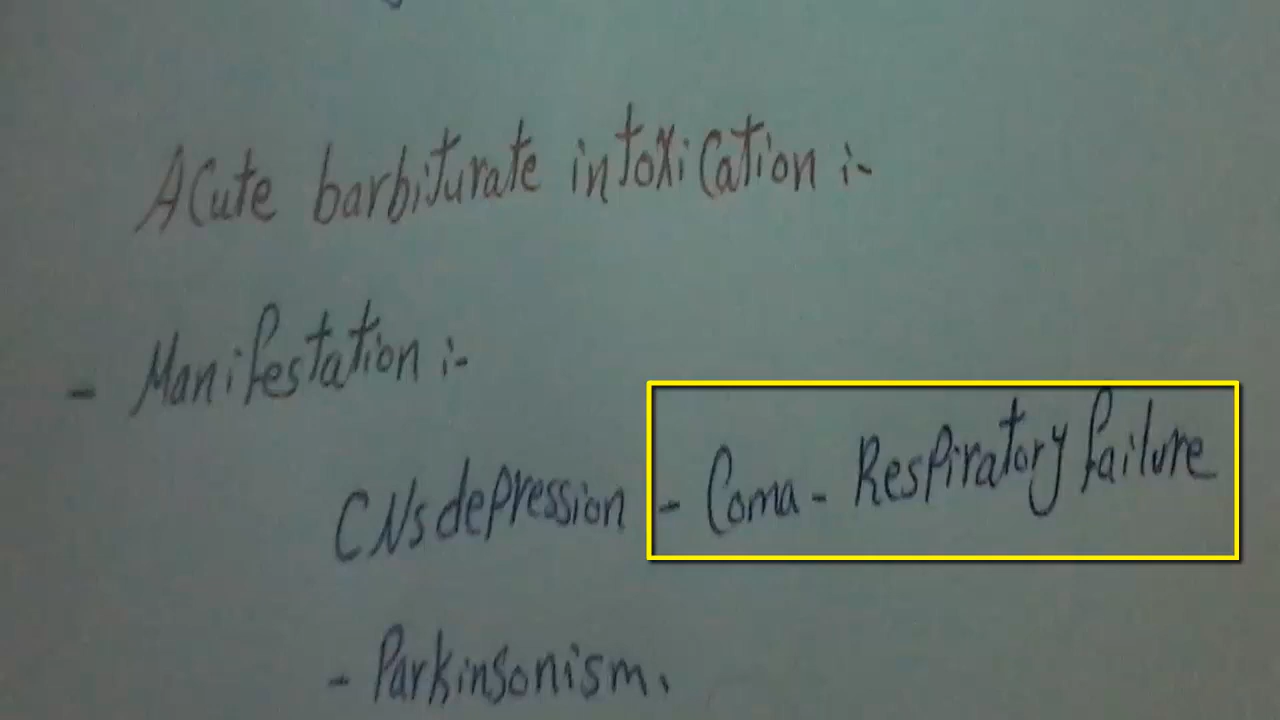 Acute barbiturate intoxication :-
- Manifestation :-
CNs depression - Coma - Respiratory failure
- Parkinsonism.